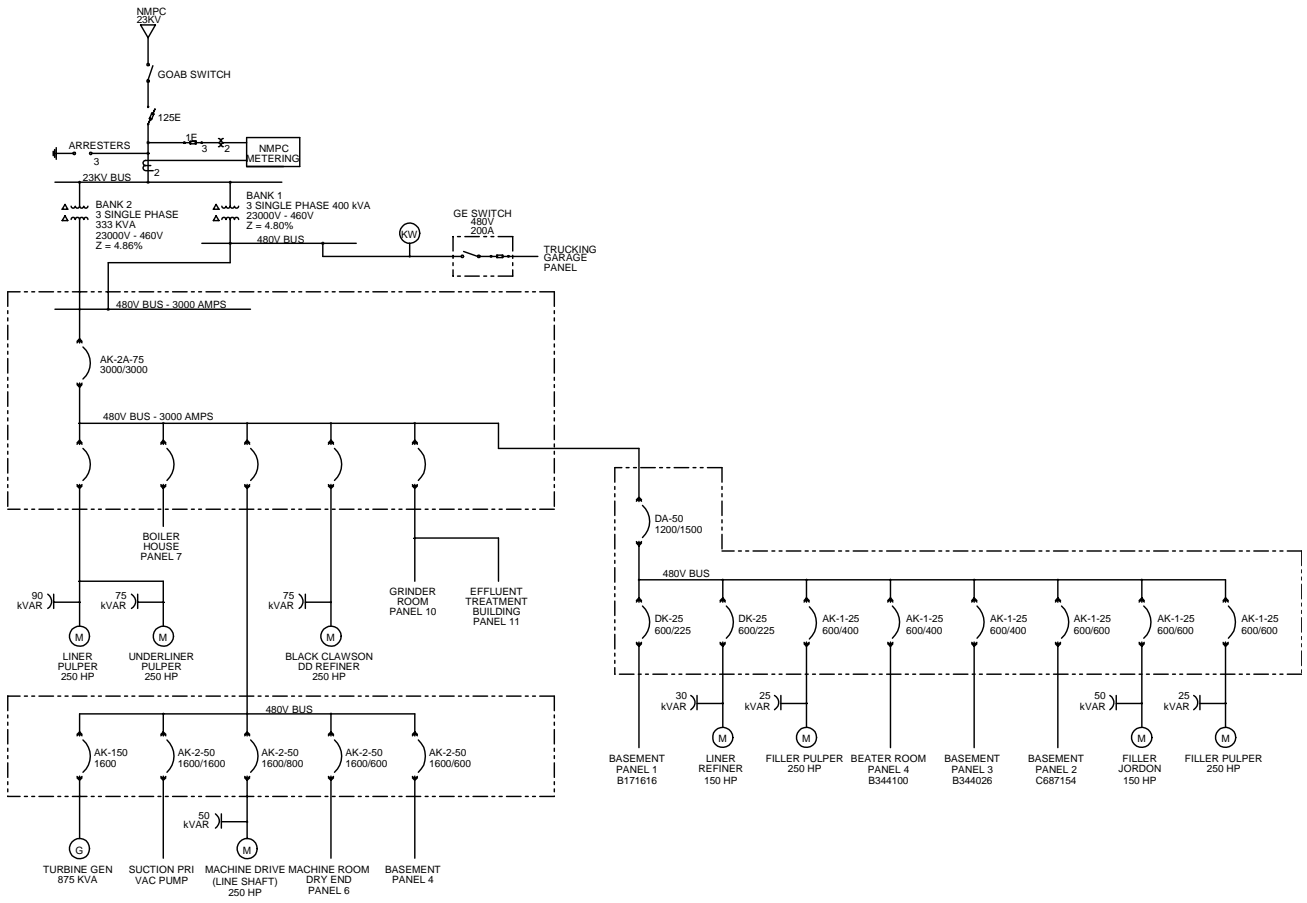 NMPC
23KV
GOAB SWITCH
125E
ARRESTERS
3
1E
3
2
NMPC
METERING
2
23KV BUS
BANK 2
3 SINGLE PHASE
333 KVA
23000V - 460V
Z = 4.86%
BANK 1
3 SINGLE PHASE 400 kVA
23000V - 460V
Z = 4.80%
480V BUS
KW
GE SWITCH
480V
200A
TRUCKING
GARAGE
PANEL
480V BUS - 3000 AMPS
AK-2A-75
3000/3000
480V BUS - 3000 AMPS
BOILER
HOUSE
PANEL 7
90
kVAR
M
LINER
PULPER
250 HP
75
kVAR
M
UNDERLINER
PULPER
250 HP
75
kVAR
M
BLACK CLAWSON
DD REFINER
250 HP
GRINDER
ROOM
PANEL 10
EFFLUENT
TREATMENT
BUILDING
PANEL 11
DA-50
1200/1500
480V BUS
DK-25
600/225
DK-25
600/225
AK-1-25
600/400
AK-1-25
600/400
AK-1-25
600/400
AK-1-25
600/600
AK-1-25
600/600
AK-1-25
600/600
BASEMENT
PANEL 1
B171616
30
kVAR
M
LINER
REFINER
150 HP
25
kVAR
M
FILLER PULPER
250 HP
BEATER ROOM
PANEL 4
B344100
BASEMENT
PANEL 3
B344026
BASEMENT
PANEL 2
C687154
50
kVAR
M
FILLER
JORDON
150 HP
25
kVAR
M
FILLER PULPER
250 HP
480V BUS
AK-150
1600
AK-2-50
1600/1600
AK-2-50
1600/800
AK-2-50
1600/600
AK-2-50
1600/600
G
TURBINE GEN
875 KVA
SUCTION PRI
VAC PUMP
50
kVAR
M
MACHINE DRIVE
(LINE SHAFT)
250 HP
MACHINE ROOM
DRY END
PANEL 6
BASEMENT
PANEL 4